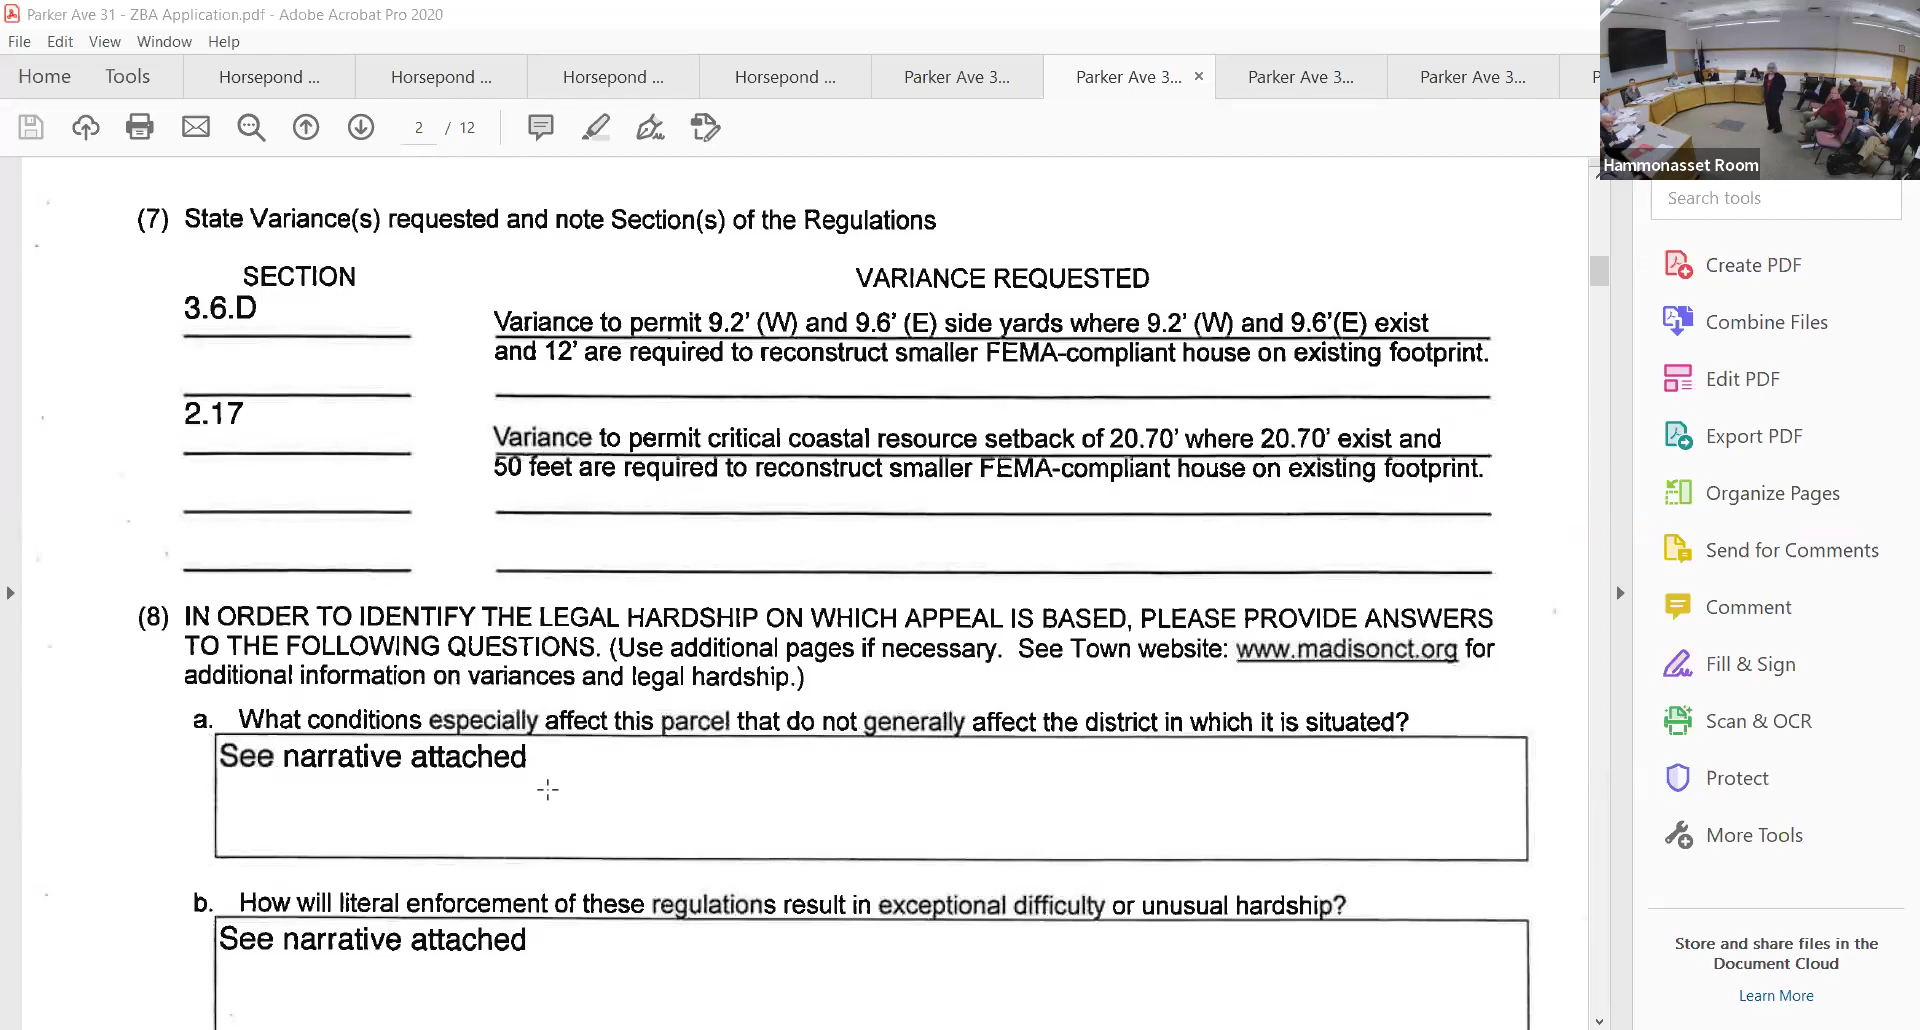 Parker Ave 31 - ZBA Application.pdf - Adobe Acrobat Pro 2020
File Edit View Window Help
Home Tools Horsepond ... Horsepond ... Horsepond ... Horsepond ... Parker Ave 3... Parker Ave 3... × Parker Ave 3... Parker Ave 3... P
2 / 12
Hammonasset Room
(7) State Variance(s) requested and note Section(s) of the Regulations
SECTION VARIANCE REQUESTED
3.6.D
Variance to permit 9.2' (W) and 9.6' (E) side yards where 9.2' (W) and 9.6'(E) exist
and 12' are required to reconstruct smaller FEMA-compliant house on existing footprint.
2.17
Variance to permit critical coastal resource setback of 20.70' where 20.70' exist and
50 feet are required to reconstruct smaller FEMA-compliant house on existing footprint.
(8) IN ORDER TO IDENTIFY THE LEGAL HARDSHIP ON WHICH APPEAL IS BASED, PLEASE PROVIDE ANSWERS
TO THE FOLLOWING QUESTIONS. (Use additional pages if necessary. See Town website: www.madisonct.org for
additional information on variances and legal hardship.)
a. What conditions especially affect this parcel that do not generally affect the district in which it is situated?
See narrative attached
b. How will literal enforcement of these regulations result in exceptional difficulty or unusual hardship?
See narrative attached
Search tools
Create PDF
Combine Files
Edit PDF
Export PDF
Organize Pages
Send for Comments
Comment
Fill & Sign
Scan & OCR
Protect
More Tools
Store and share files in the
Document Cloud
Learn More